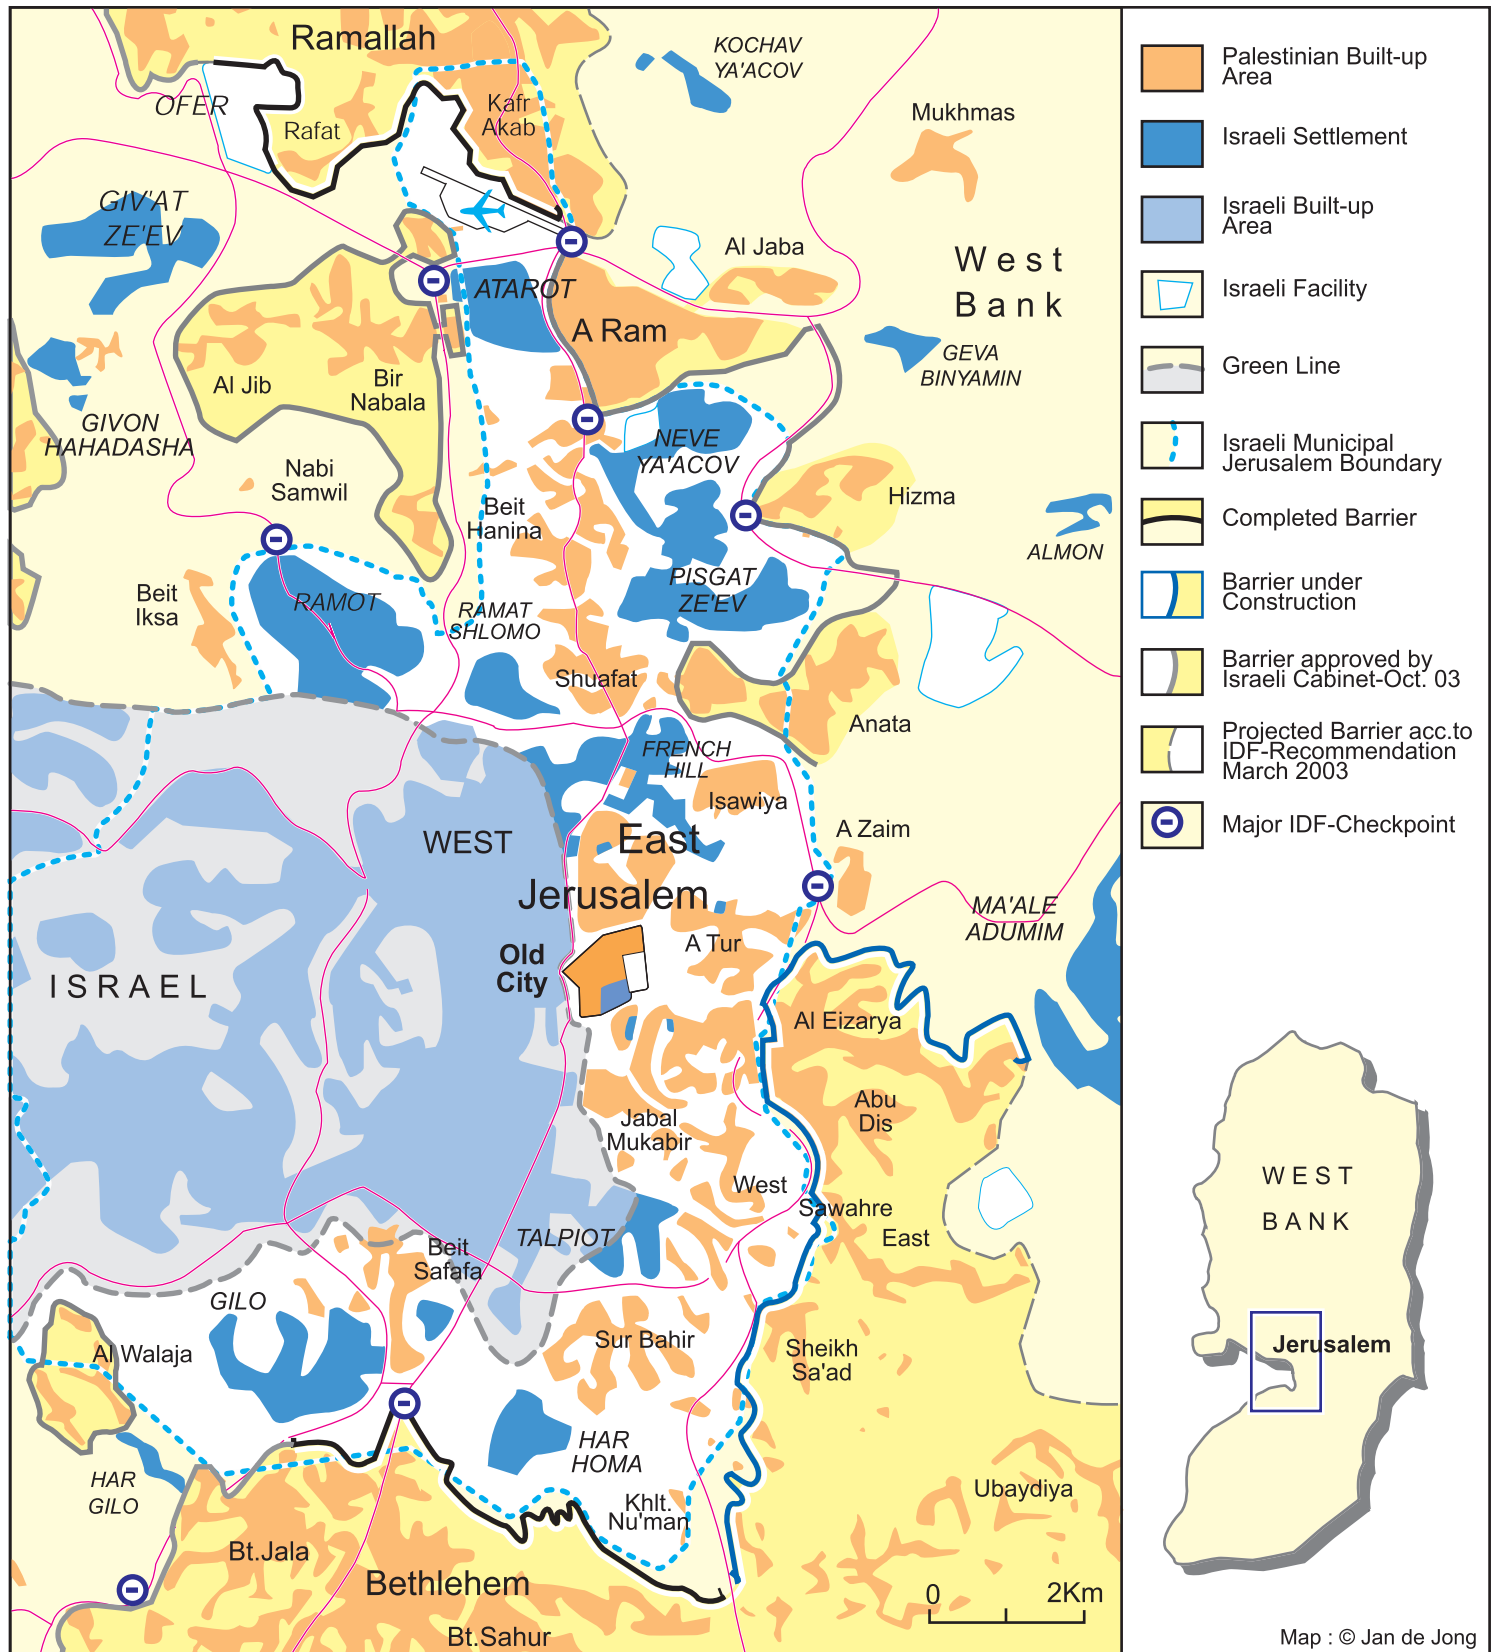 Ramallah
KOCHAV
YA'ACOV
OFER
Rafat
Kafr
Akab
Mukhmas
GIV'AT
ZE'EV
Al Jaba
West
Bank
ATAROT
A Ram
GEVA
BINYAMIN
Al Jib
Bir
Nabala
GIVON
HAHADASHA
NEVE
YA'ACOV
Nabi
Samwil
Hizma
Beit
Hanina
ALMON
PISGAT
ZE'EV
Beit
Iksa
RAMOT
RAMAT
SHLOMO
Shuafat
Anata
FRENCH
HILL
Isawiya
WEST
East
Jerusalem
A Zaim
MA'ALE
ADUMIM
A Tur
Old
City
ISRAEL
Al Eizarya
Abu
Dis
Jabal
Mukabir
West
Sawahre
East
TALPIOT
Beit
Safafa
GILO
Sur Bahir
Sheikh
Sa'ad
Al Walaja
HAR
HOMA
HAR
GILO
Khlt.
Nu'man
Ubaydiya
Bt.Jala
Bethlehem
Bt.Sahur
0 2Km
Palestinian Built-up
Area
Israeli Settlement
Israeli Built-up
Area
Israeli Facility
Green Line
Israeli Municipal
Jerusalem Boundary
Completed Barrier
Barrier under
Construction
Barrier approved by
Israeli Cabinet-Oct. 03
Projected Barrier acc.to
IDF-Recommendation
March 2003
Major IDF-Checkpoint
WEST
BANK
Jerusalem
Map : © Jan de Jong